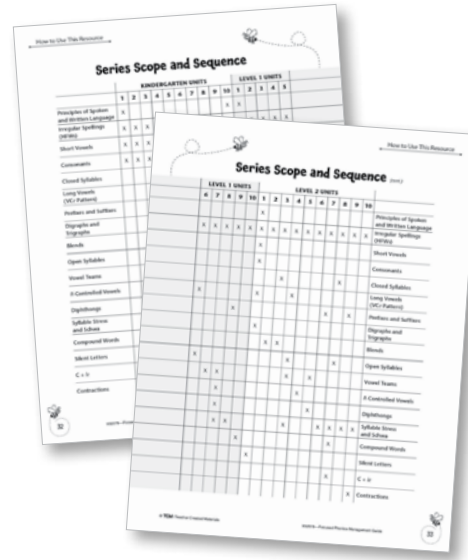 How to Use This Resource
Series Scope and Sequence
KINDERGARTEN UNITS LEVEL 1 UNITS
1 2 3 4 5 6 7 8 9 10 1 2 3 4 5
Principles of Spoken
and Written Language
Irregular Spellings
(HFWs)
Short Vowels
Consonants
Closed Syllables
Long Vowels
(VCe Pattern)
Prefixes and Suffixes
Digraphs and
Trigraphs
Blends
Open Syllables
Vowel Teams
R-Controlled Vowels
Diphthongs
Syllable Stress
and Schwa
Compound Words
Silent Letters
Contractions
32
How to Use This Resource
Series Scope and Sequence (cont.)
LEVEL 1 UNITS LEVEL 2 UNITS
6 7 8 9 10 1 2 3 4 5 6 7 8 9 10
Principles of Spoken
and Written Language
Irregular Spellings
(HFWs)
Short Vowels
Consonants
Closed Syllables
Long Vowels
(VCe Pattern)
Prefixes and Suffixes
Digraphs and
Trigraphs
Blends
Open Syllables
Vowel Teams
R-Controlled Vowels
Diphthongs
Syllable Stress
and Schwa
Compound Words
Silent Letters
Contractions
Teacher Created Materials